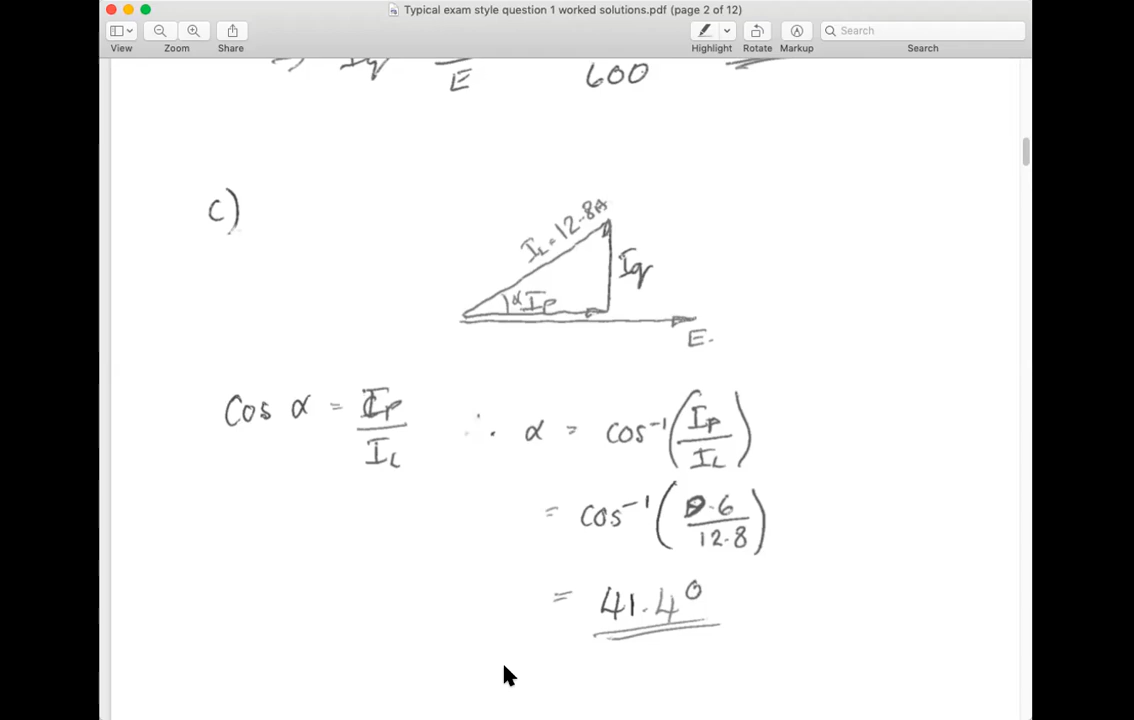 Typical exam style question 1 worked solutions.pdf (page 2 of 12)
View Zoom Share Highlight Rotate Markup Search Search
E 600
c)
IL = 12.8A
Iq
α Ip
E.
Cos α = Ip / IL ∴ α = cos⁻¹ (Ip / IL)
= cos⁻¹ (9.6 / 12.8)
= 41.4°